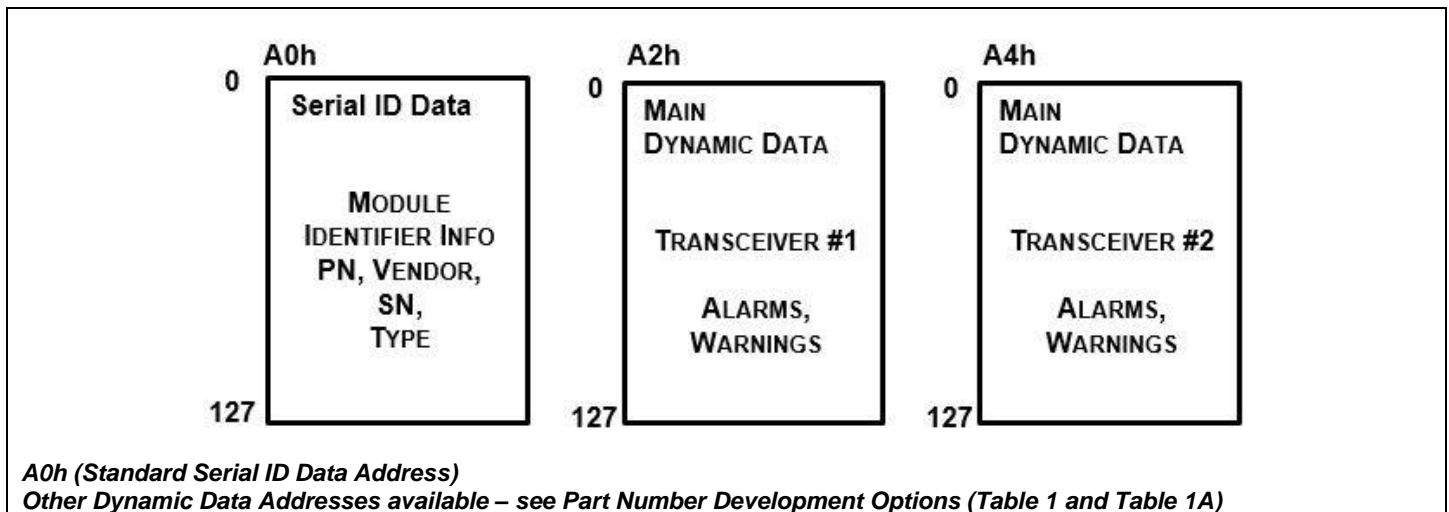 A0h
0
Serial ID Data
MODULE
IDENTIFIER INFO
PN, VENDOR,
SN,
TYPE
127
A2h
0
MAIN
DYNAMIC DATA
TRANSCEIVER #1
ALARMS,
WARNINGS
127
A4h
0
MAIN
DYNAMIC DATA
TRANSCEIVER #2
ALARMS,
WARNINGS
127
A0h (Standard Serial ID Data Address)
Other Dynamic Data Addresses available – see Part Number Development Options (Table 1 and Table 1A)